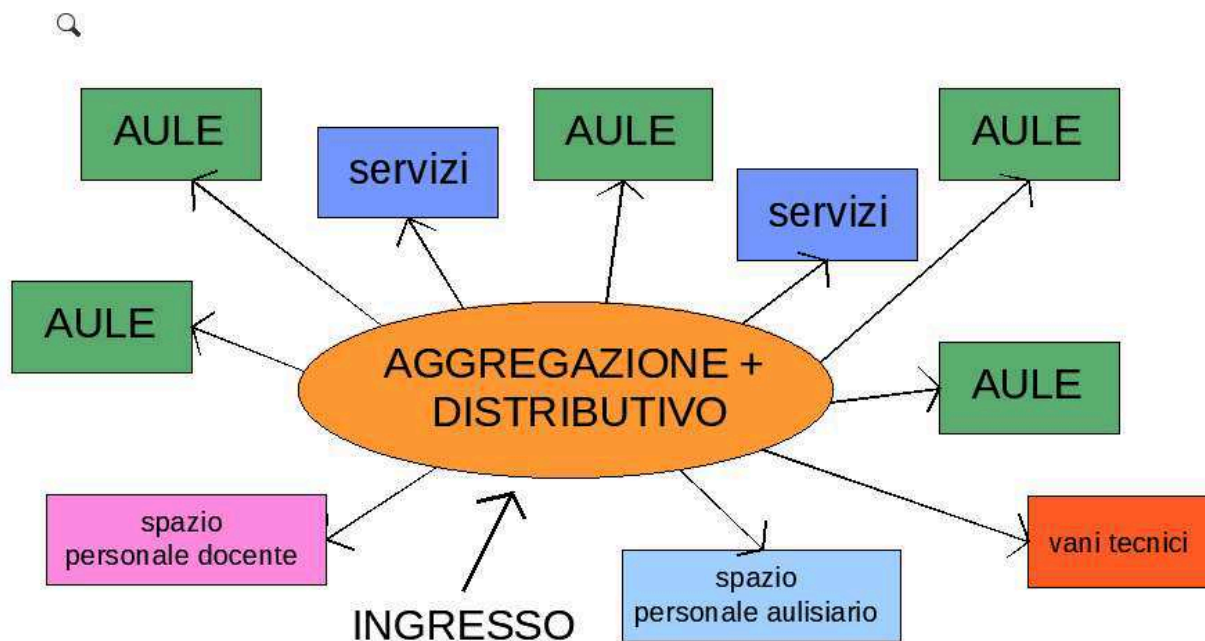 AULE
servizi
AULE
servizi
AULE
AULE
AGGREGAZIONE +
DISTRIBUTIVO
AULE
spazio
personale docente
INGRESSO
spazio
personale aulisiario
vani tecnici